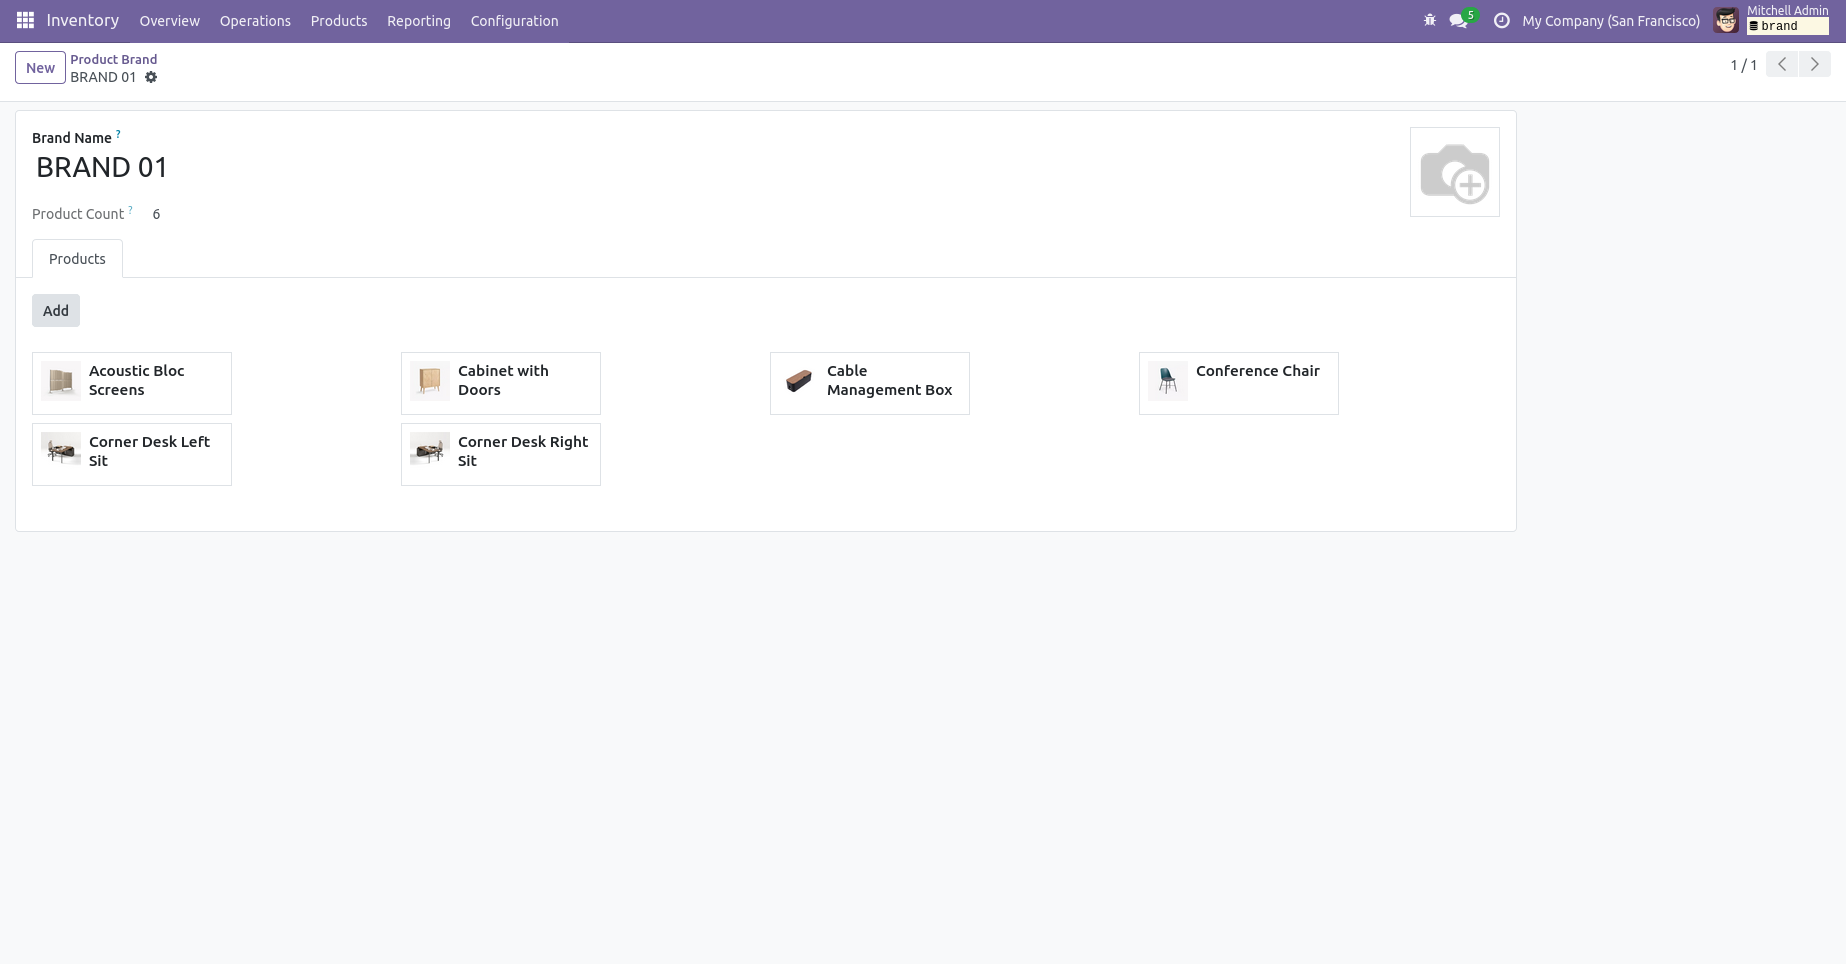 Inventory Overview Operations Products Reporting Configuration 5 My Company (San Francisco) Mitchell Admin
brand
New Product Brand
BRAND 01
1 / 1
Brand Name ?
BRAND 01
Product Count ? 6
Products
Add
Acoustic Bloc
Screens
Cabinet with
Doors
Cable
Management Box
Conference Chair
Corner Desk Left
Sit
Corner Desk Right
Sit